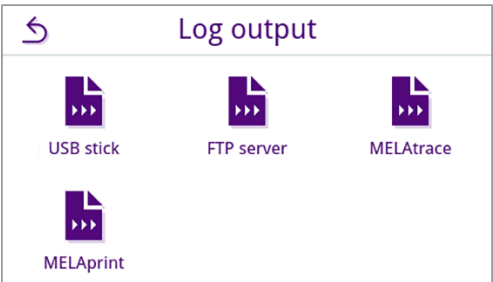 Log output
USB stick
FTP server
MELAtrace
MELAprint